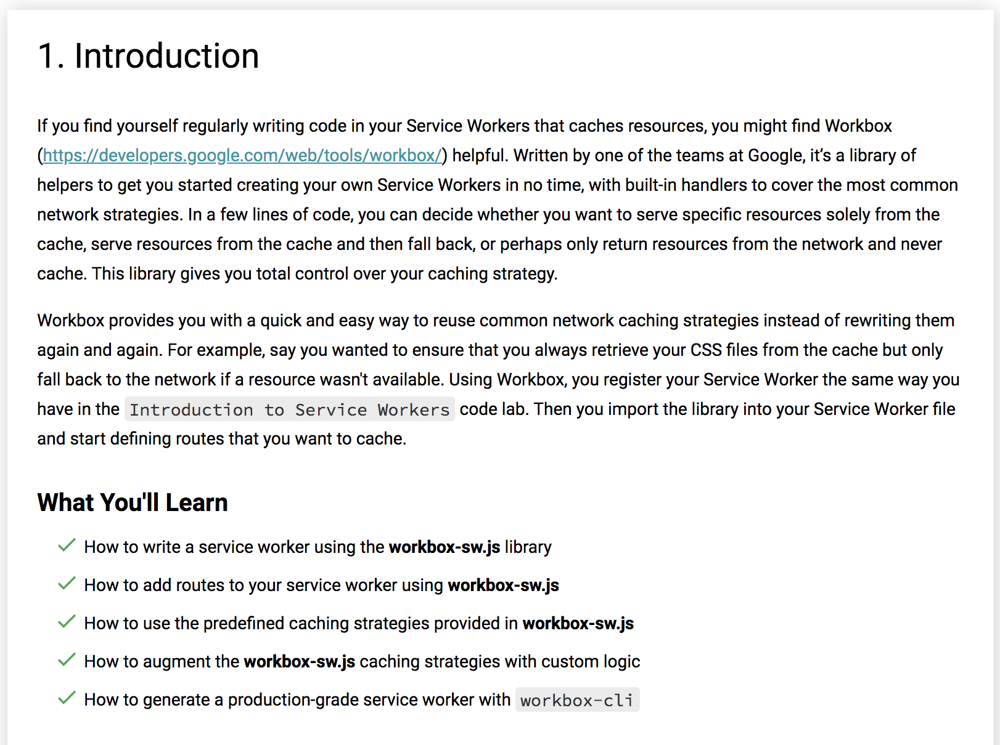 1. Introduction
If you find yourself regularly writing code in your Service Workers that caches resources, you might find Workbox
(https://developers.google.com/web/tools/workbox/) helpful. Written by one of the teams at Google, it’s a library of
helpers to get you started creating your own Service Workers in no time, with built-in handlers to cover the most common
network strategies. In a few lines of code, you can decide whether you want to serve specific resources solely from the
cache, serve resources from the cache and then fall back, or perhaps only return resources from the network and never
cache. This library gives you total control over your caching strategy.
Workbox provides you with a quick and easy way to reuse common network caching strategies instead of rewriting them
again and again. For example, say you wanted to ensure that you always retrieve your CSS files from the cache but only
fall back to the network if a resource wasn't available. Using Workbox, you register your Service Worker the same way you
have in the Introduction to Service Workers code lab. Then you import the library into your Service Worker file
and start defining routes that you want to cache.
What You'll Learn
How to write a service worker using the workbox-sw.js library
How to add routes to your service worker using workbox-sw.js
How to use the predefined caching strategies provided in workbox-sw.js
How to augment the workbox-sw.js caching strategies with custom logic
How to generate a production-grade service worker with workbox-cli